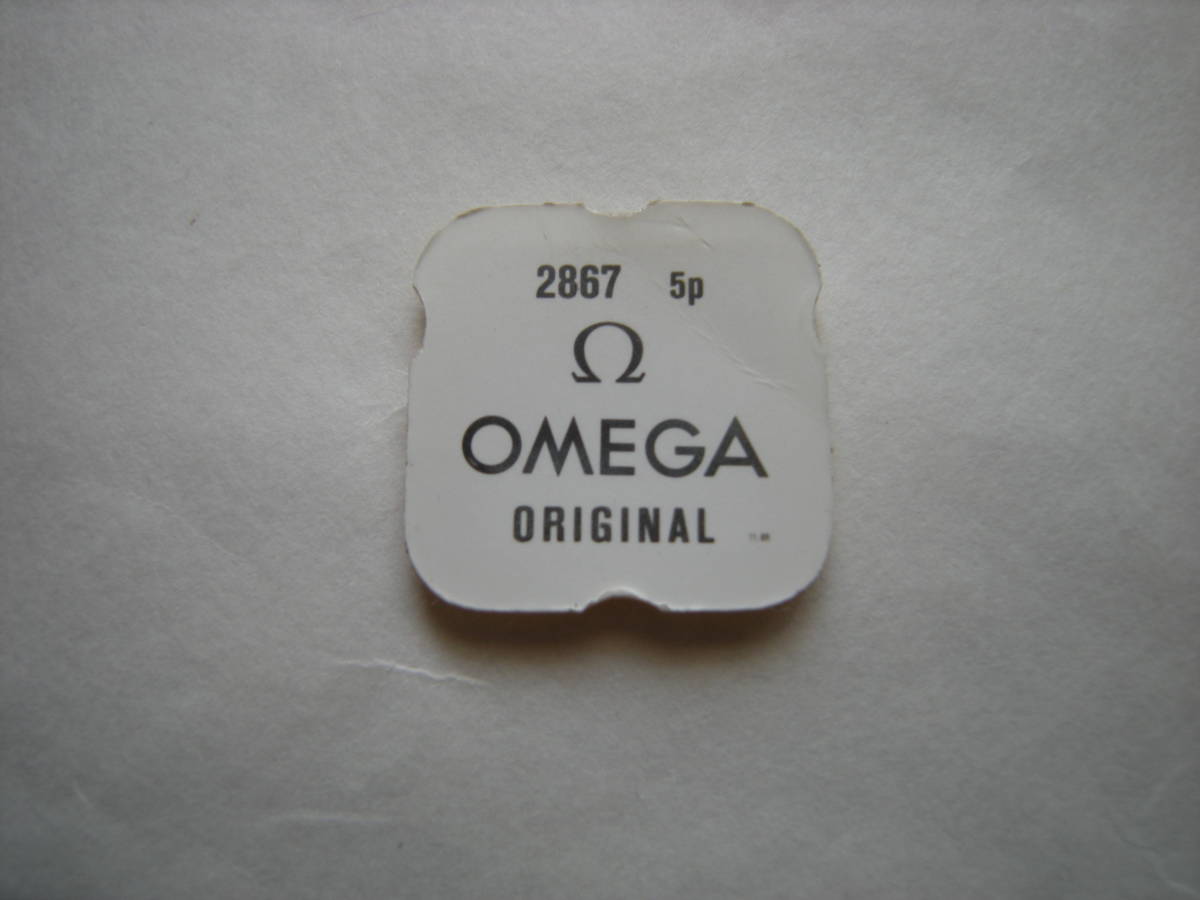 2867 5p
Ω
OMEGA
ORIGINAL